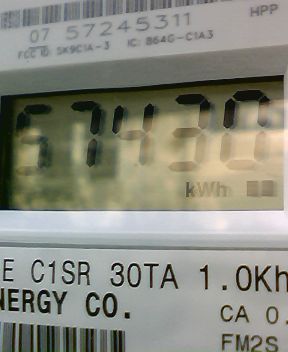 HPP
07 57245311
FCC ID: SK9C1A-3 IC: 864G-C1A3
57430
kWh
E C1SR 30TA 1.0Kh
NERGY CO.
CA 0.
FM2S